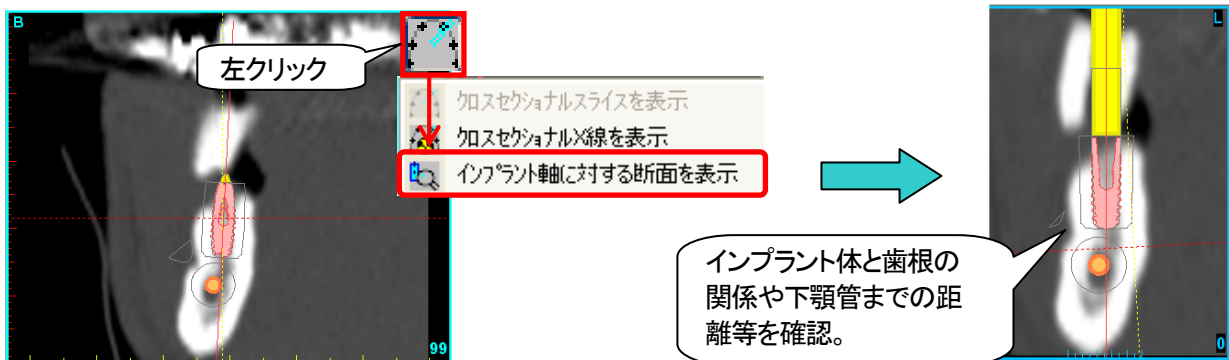 B
左クリック
クロスセクショナルスライスを表示
クロスセクショナルX線を表示
インプラント軸に対する断面を表示
99
L
インプラント体と歯根の
関係や下顎管までの距
離等を確認。
0